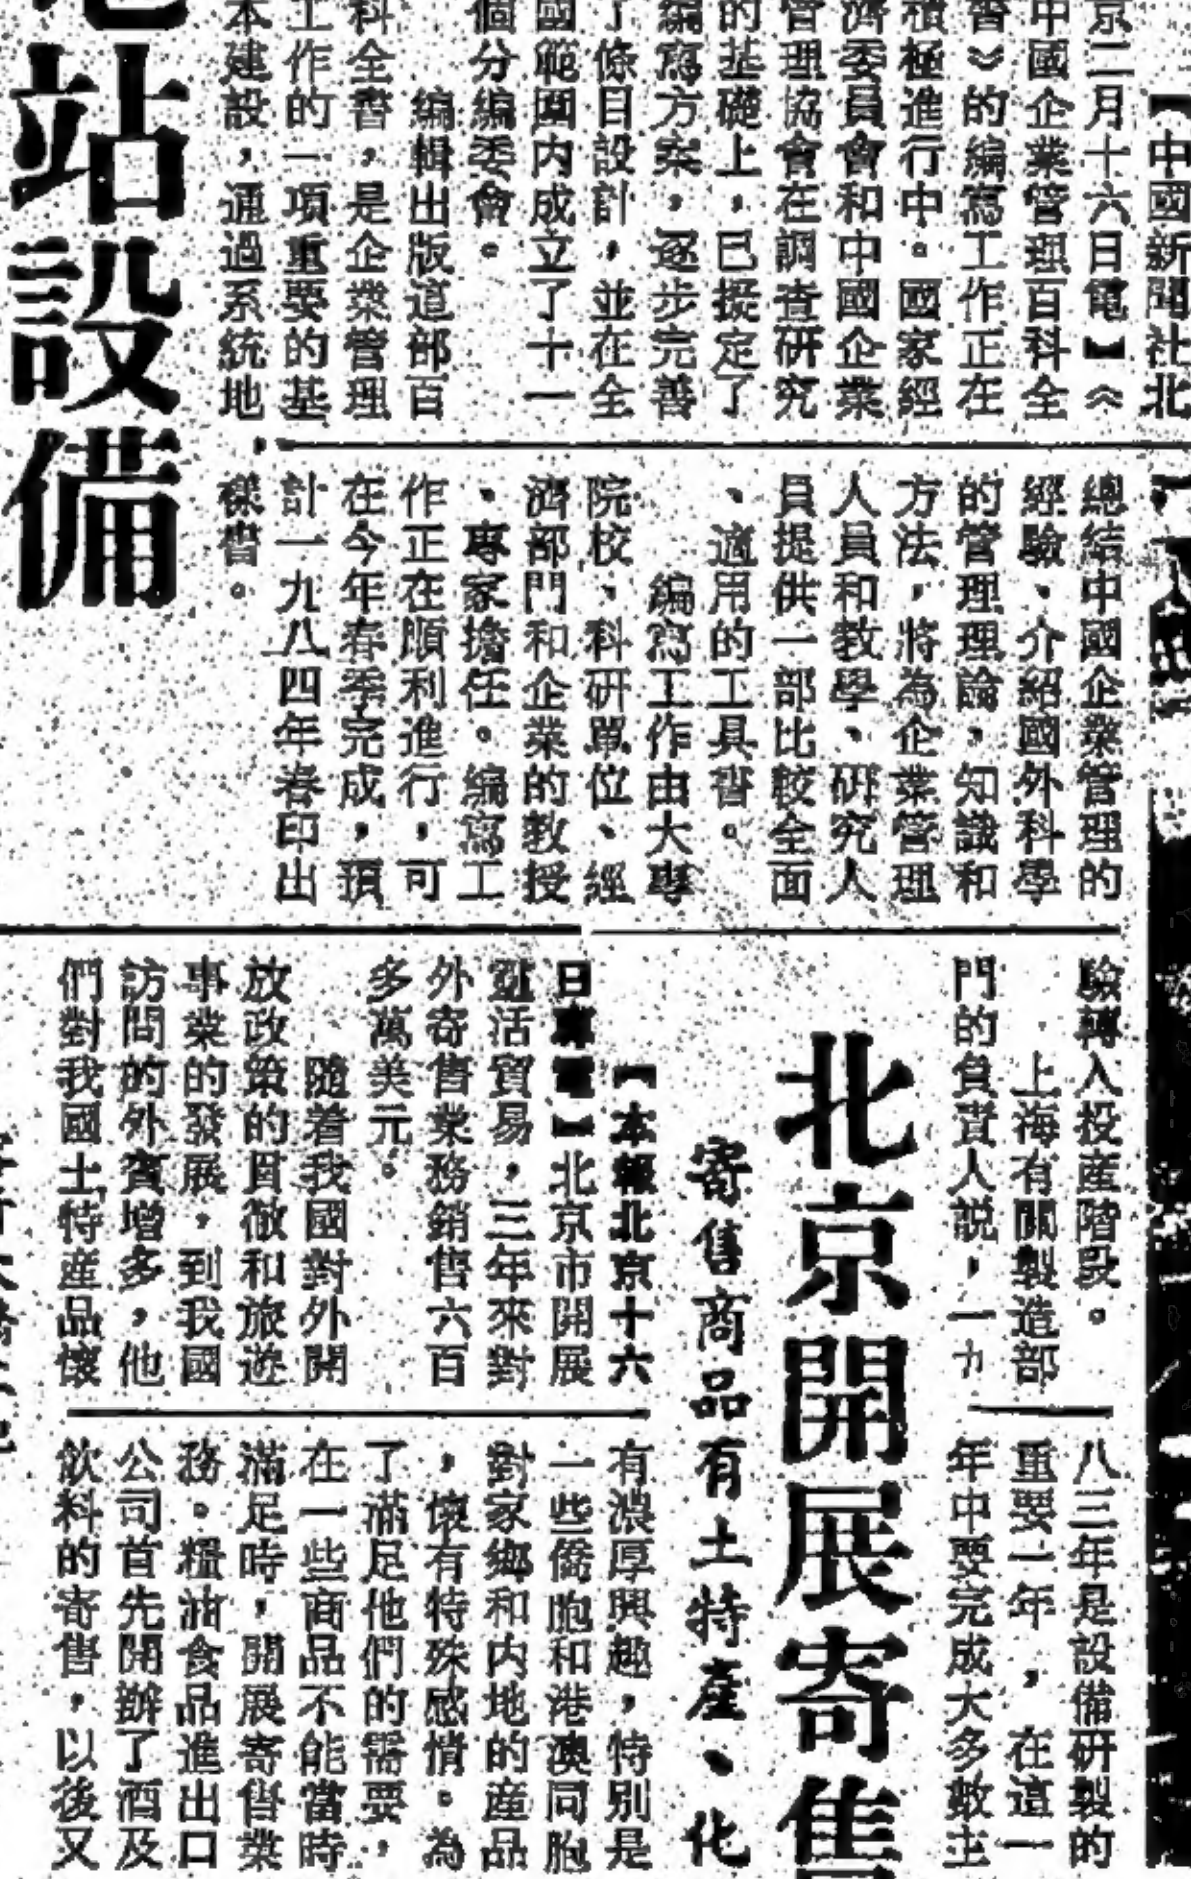 站設備
【中國新聞社北
京二月十六日電】《
中國企業管理百科全
書》的編寫工作正在
積極進行中。國家經
濟委員會和中國企業
管理協會在調查研究
的基礎上，已擬定了
編寫方案，逐步完善
了條目設計，並在全
國範圍內成立了十一
個分編委會。
編輯出版這部百
科全書，是企業管理
工作的一項重要的基
本建設，通過系統地，
總結中國企業管理的
經驗、介紹國外科學
的管理理論，知識和
方法，將為企業管理
人員和教學、研究人
員提供一部比較全面
、適用的工具書。
編寫工作由大專
院校、科研單位、經
濟部門和企業的教授
、專家擔任。編寫工
作正在順利進行，可
在今年春季完成，預
計一九八四年春印出
樣書。
驗轉入投產階段。
上海有關製造部
門的負責人說，一九
八三年是設備研製的
重要一年，在這一
年中要完成大多數主
北京開展寄售
寄售商品有土特產、化
【本報北京十六
日專電】北京市開展
靈活貿易，三年來對
外寄售業務銷售六百
多萬美元。
隨着我國對外開
放政策的貫徹和旅遊
事業的發展，到我國
訪問的外賓增多，他
們對我國土特產品懷
有濃厚興趣，特別是
一些僑胞和港澳同胞
對家鄉和內地的產品
，懷有特殊感情。為
了滿足他們的需要，
在一些商品不能當時
滿足時，開展寄售業
務。糧油食品進出口
公司首先開辦了酒及
飲料的寄售，以後又